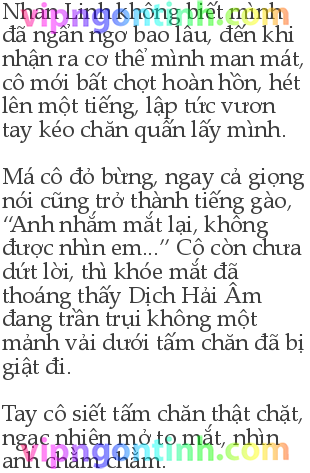 vipngontinh.com
Nhan Linh không biết mình
đã ngẩn ngơ bao lâu, đến khi
nhận ra cơ thể mình man mát,
cô mới bất chợt hoàn hồn, hét
lên một tiếng, lập tức vươn
tay kéo chăn quấn lấy mình.
Má cô đỏ bừng, ngay cả giọng
nói cũng trở thành tiếng gào,
“Anh nhắm mắt lại, không
được nhìn em...” Cô còn chưa
dứt lời, thì khóe mắt đã
thoáng thấy Dịch Hải Âm
đang trần trụi không một
mảnh vải dưới tấm chăn đã bị
giật đi.
Tay cô siết tấm chăn thật chặt,
ngạc nhiên mở to mắt, nhìn
anh chằm chằm.
vipngontinh.com